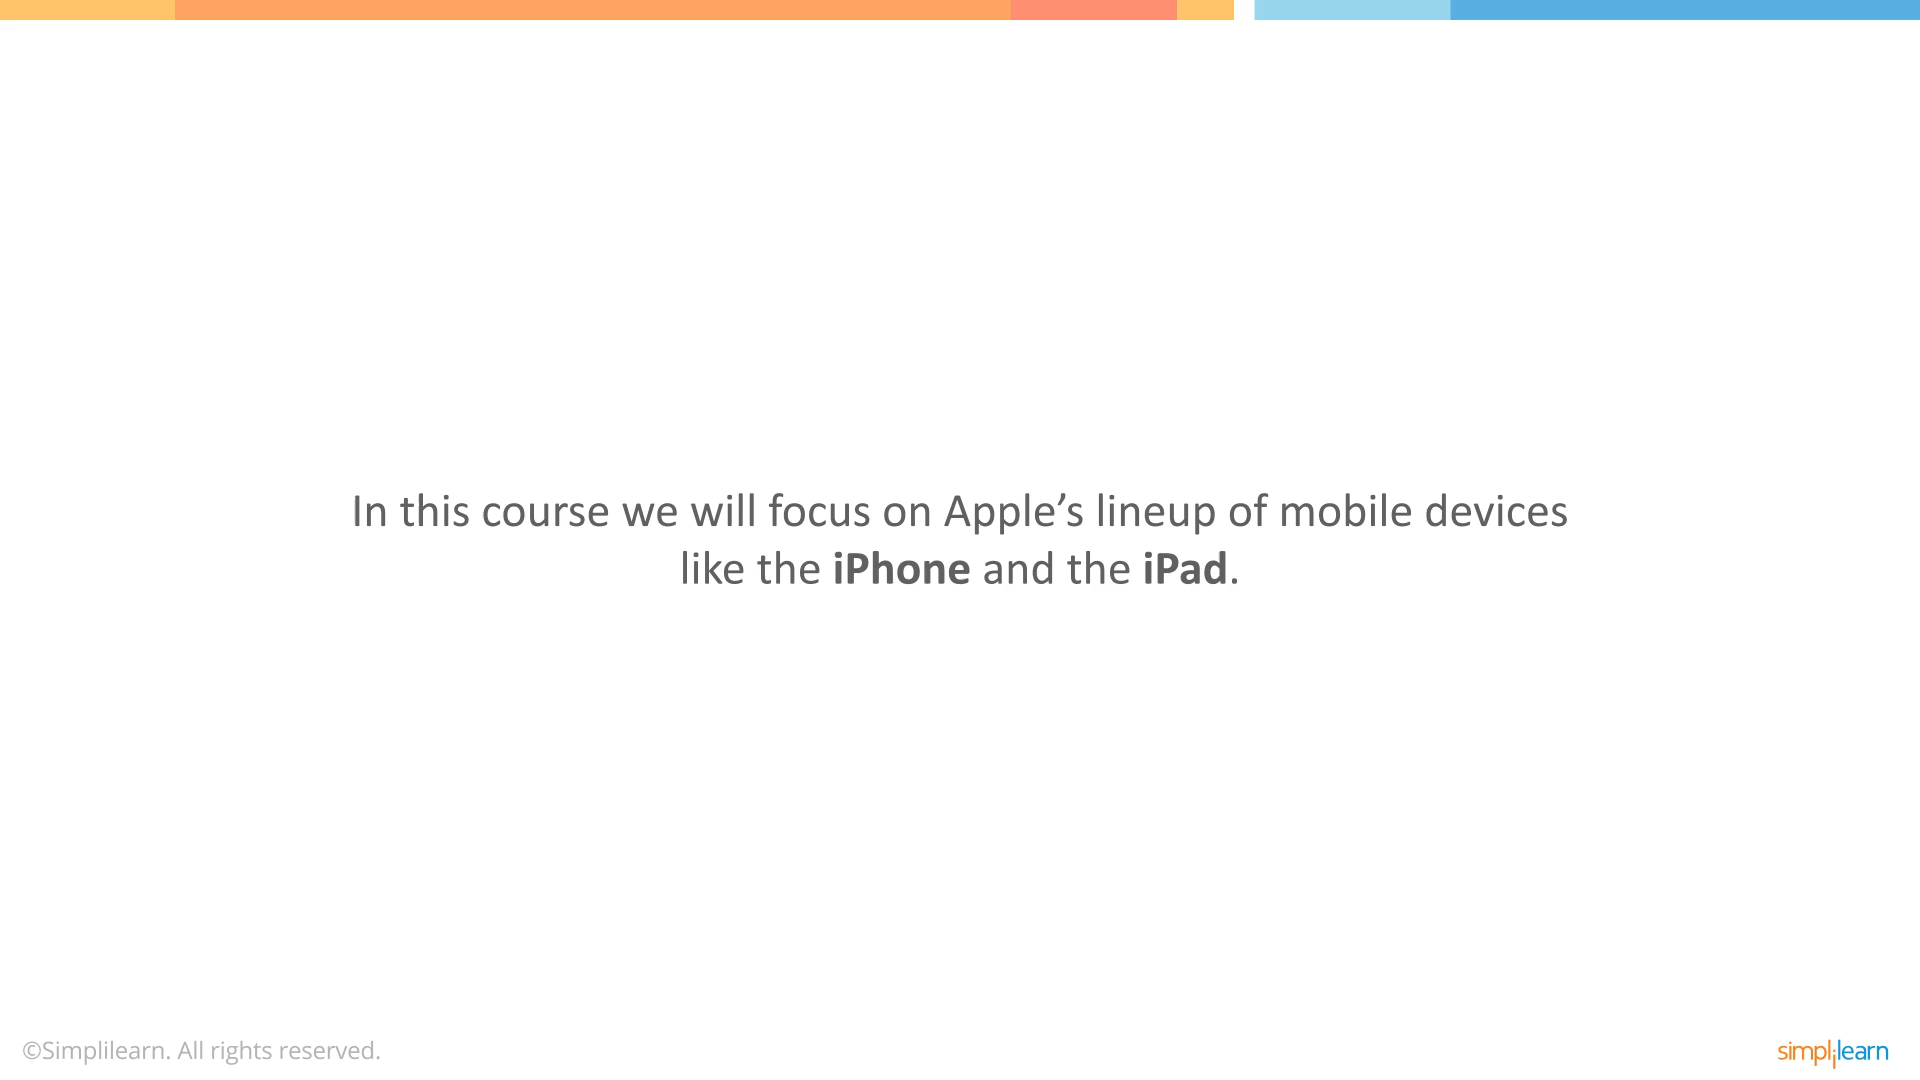 In this course we will focus on Apple’s lineup of mobile devices
like the iPhone and the iPad.
©Simplilearn. All rights reserved.
simplilearn